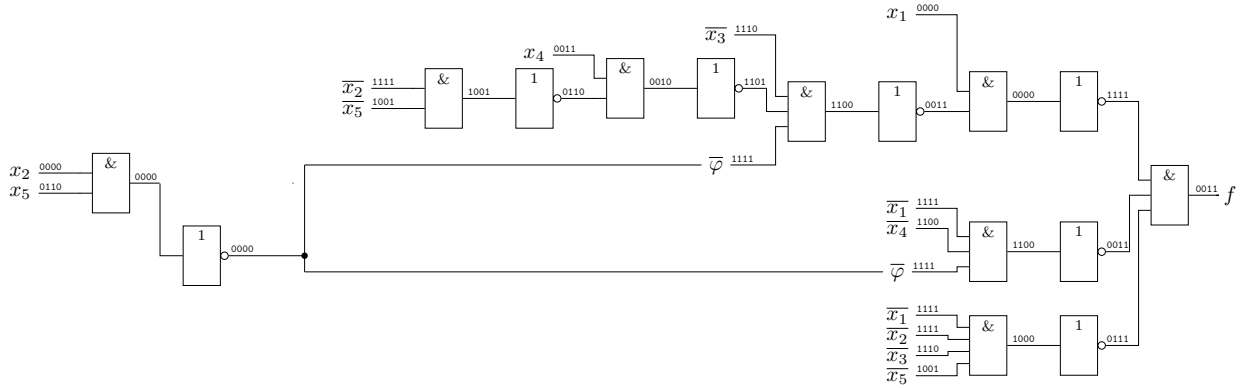 x₁ 0000
x̅₃ 1110
x₄ 0011
& 1 & 1 & 1 & 1
x̅₂ 1111 1001 0110 0010 1101 1100 0011 0000 1111
x̅₅ 1001
φ̅ 1111
x₂ 0000 & 0000
x₅ 0110
& 0011 f
x̅₁ 1111
x̅₄ 1100 & 1100 1 0011
1 0000
φ̅ 1111
x̅₁ 1111
x̅₂ 1111 & 1000 1 0111
x̅₃ 1110
x̅₅ 1001